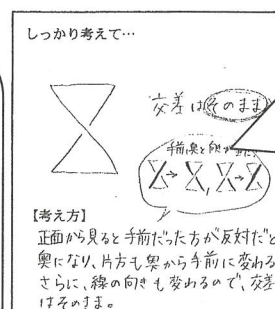 しっかり考えて…
交差はそのまま
手前、奥と向きが
【考え方】
正面から見ると手前だった方が反対だと
奥になり、片方も奥から手前に変わる
さらに、線の向きも変わるので、交差
はそのまま。